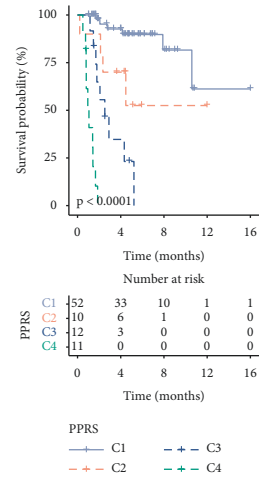 Survival probability (%)
100
75
50
25
0
p < 0.0001
0 4 8 12 16
Time (months)
Number at risk
PPRS
C1 52 33 10 1 1
C2 10 6 1 0 0
C3 12 3 0 0 0
C4 11 0 0 0 0
0 4 8 12 16
Time (months)
PPRS
C1 C3
C2 C4